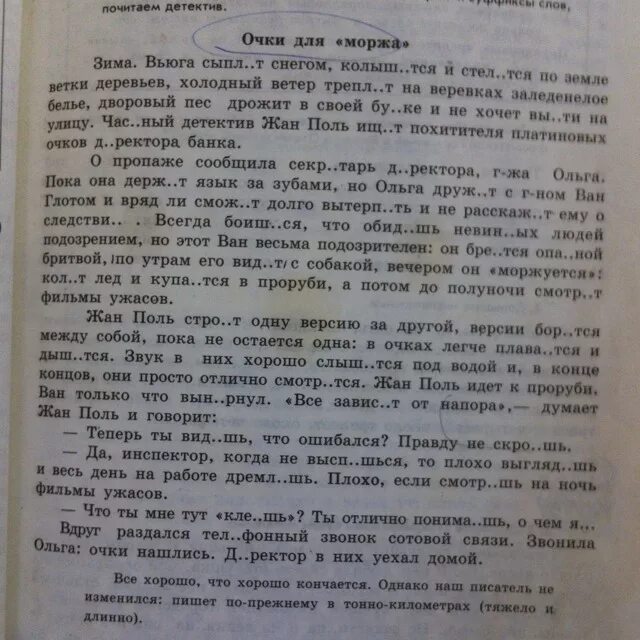 суффиксы слов,
почитаем детектив.
Очки для «моржа»
Зима. Вьюга сыпл..т снегом, колыш..тся и стел..тся по земле
ветки деревьев, холодный ветер трепл..т на веревках заледенелое
белье, дворовый пес дрожит в своей бу..ке и не хочет вы..ти на
улицу. Час..ный детектив Жан Поль ищ..т похитителя платиновых
очков д..ректора банка.
О пропаже сообщила секр..тарь д..ректора, г-жа Ольга.
Пока она держ..т язык за зубами, но Ольга друж..т с г-ном Ван
Глотом и вряд ли смож..т долго вытерп..ть и не расскаж..т ему о
следстви.. . Всегда боиш..ся, что обид..шь невин..ых людей
подозрением, но этот Ван весьма подозрителен: он бре..тся опа..ной
бритвой, по утрам его вид..т с собакой, вечером он «моржуется»:
кол..т лед и купа..тся в проруби, а потом до полуночи смотр..т
фильмы ужасов.
Жан Поль стро..т одну версию за другой, версии бор..тся
между собой, пока не остается одна: в очках легче плава..тся и
дыш..тся. Звук в них хорошо слыш..тся под водой и, в конце
концов, они просто отлично смотр..тся. Жан Поль идет к проруби.
Ван только что вын..рнул. «Все завис..т от напора»,— думает
Жан Поль и говорит:
— Теперь ты вид..шь, что ошибался? Правду не скро..шь.
— Да, инспектор, когда не высп..шься, то плохо выгляд..шь
и весь день на работе дремл..шь. Плохо, если смотр..шь на ночь
фильмы ужасов.
— Что ты мне тут «кле..шь»? Ты отлично понима..шь, о чем я...
Вдруг раздался тел..фонный звонок сотовой связи. Звонила
Ольга: очки нашлись. Д..ректор в них уехал домой.
Все хорошо, что хорошо кончается. Однако наш писатель не
изменился: пишет по-прежнему в тонно-километрах (тяжело и
длинно).